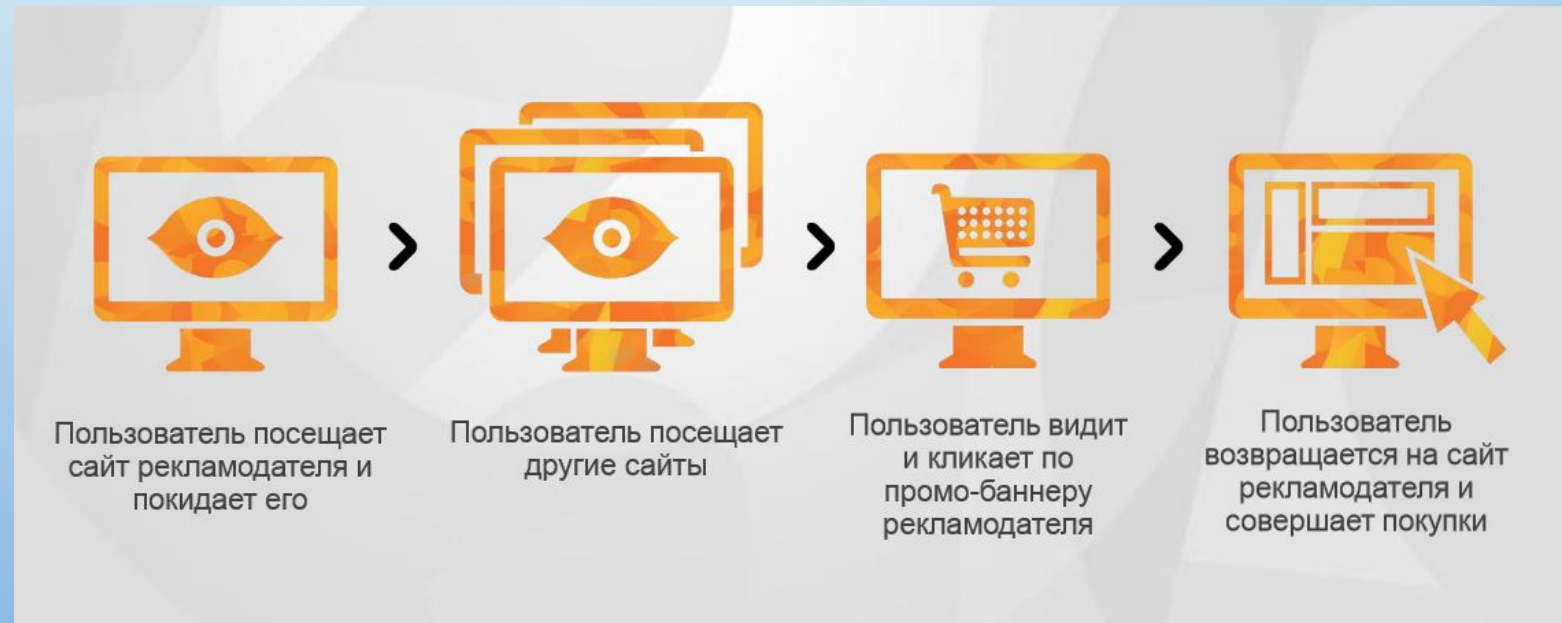 Пользователь посещает
сайт рекламодателя и
покидает его
Пользователь посещает
другие сайты
Пользователь видит
и кликает по
промо-баннеру
рекламодателя
Пользователь
возвращается на сайт
рекламодателя и
совершает покупки